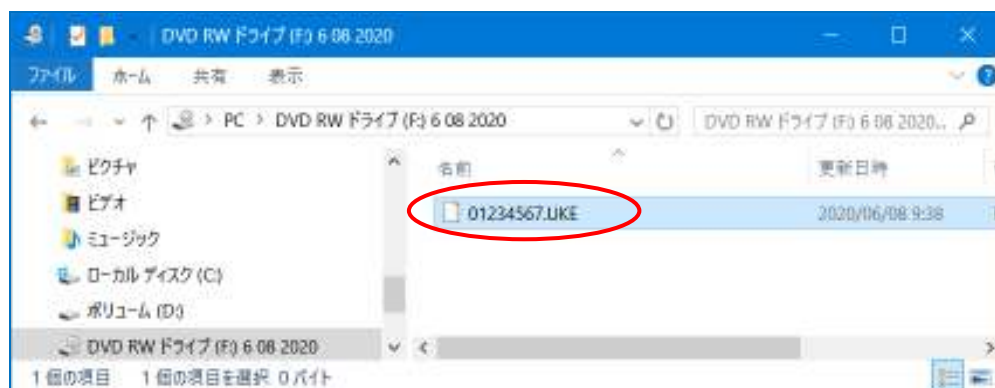 DVD RW ドライブ (F:) 6 08 2020
ファイル ホーム 共有 表示
PC > DVD RW ドライブ (F:) 6 08 2020
DVD RW ドライブ (F:) 6 08 2020...
名前 更新日時
ピクチャ
ビデオ
01234567.UKE 2020/06/08 9:38
ミュージック
ローカル ディスク (C:)
ボリューム (D:)
DVD RW ドライブ (F:) 6 08 2020
1 個の項目 1 個の項目を選択 0 バイト